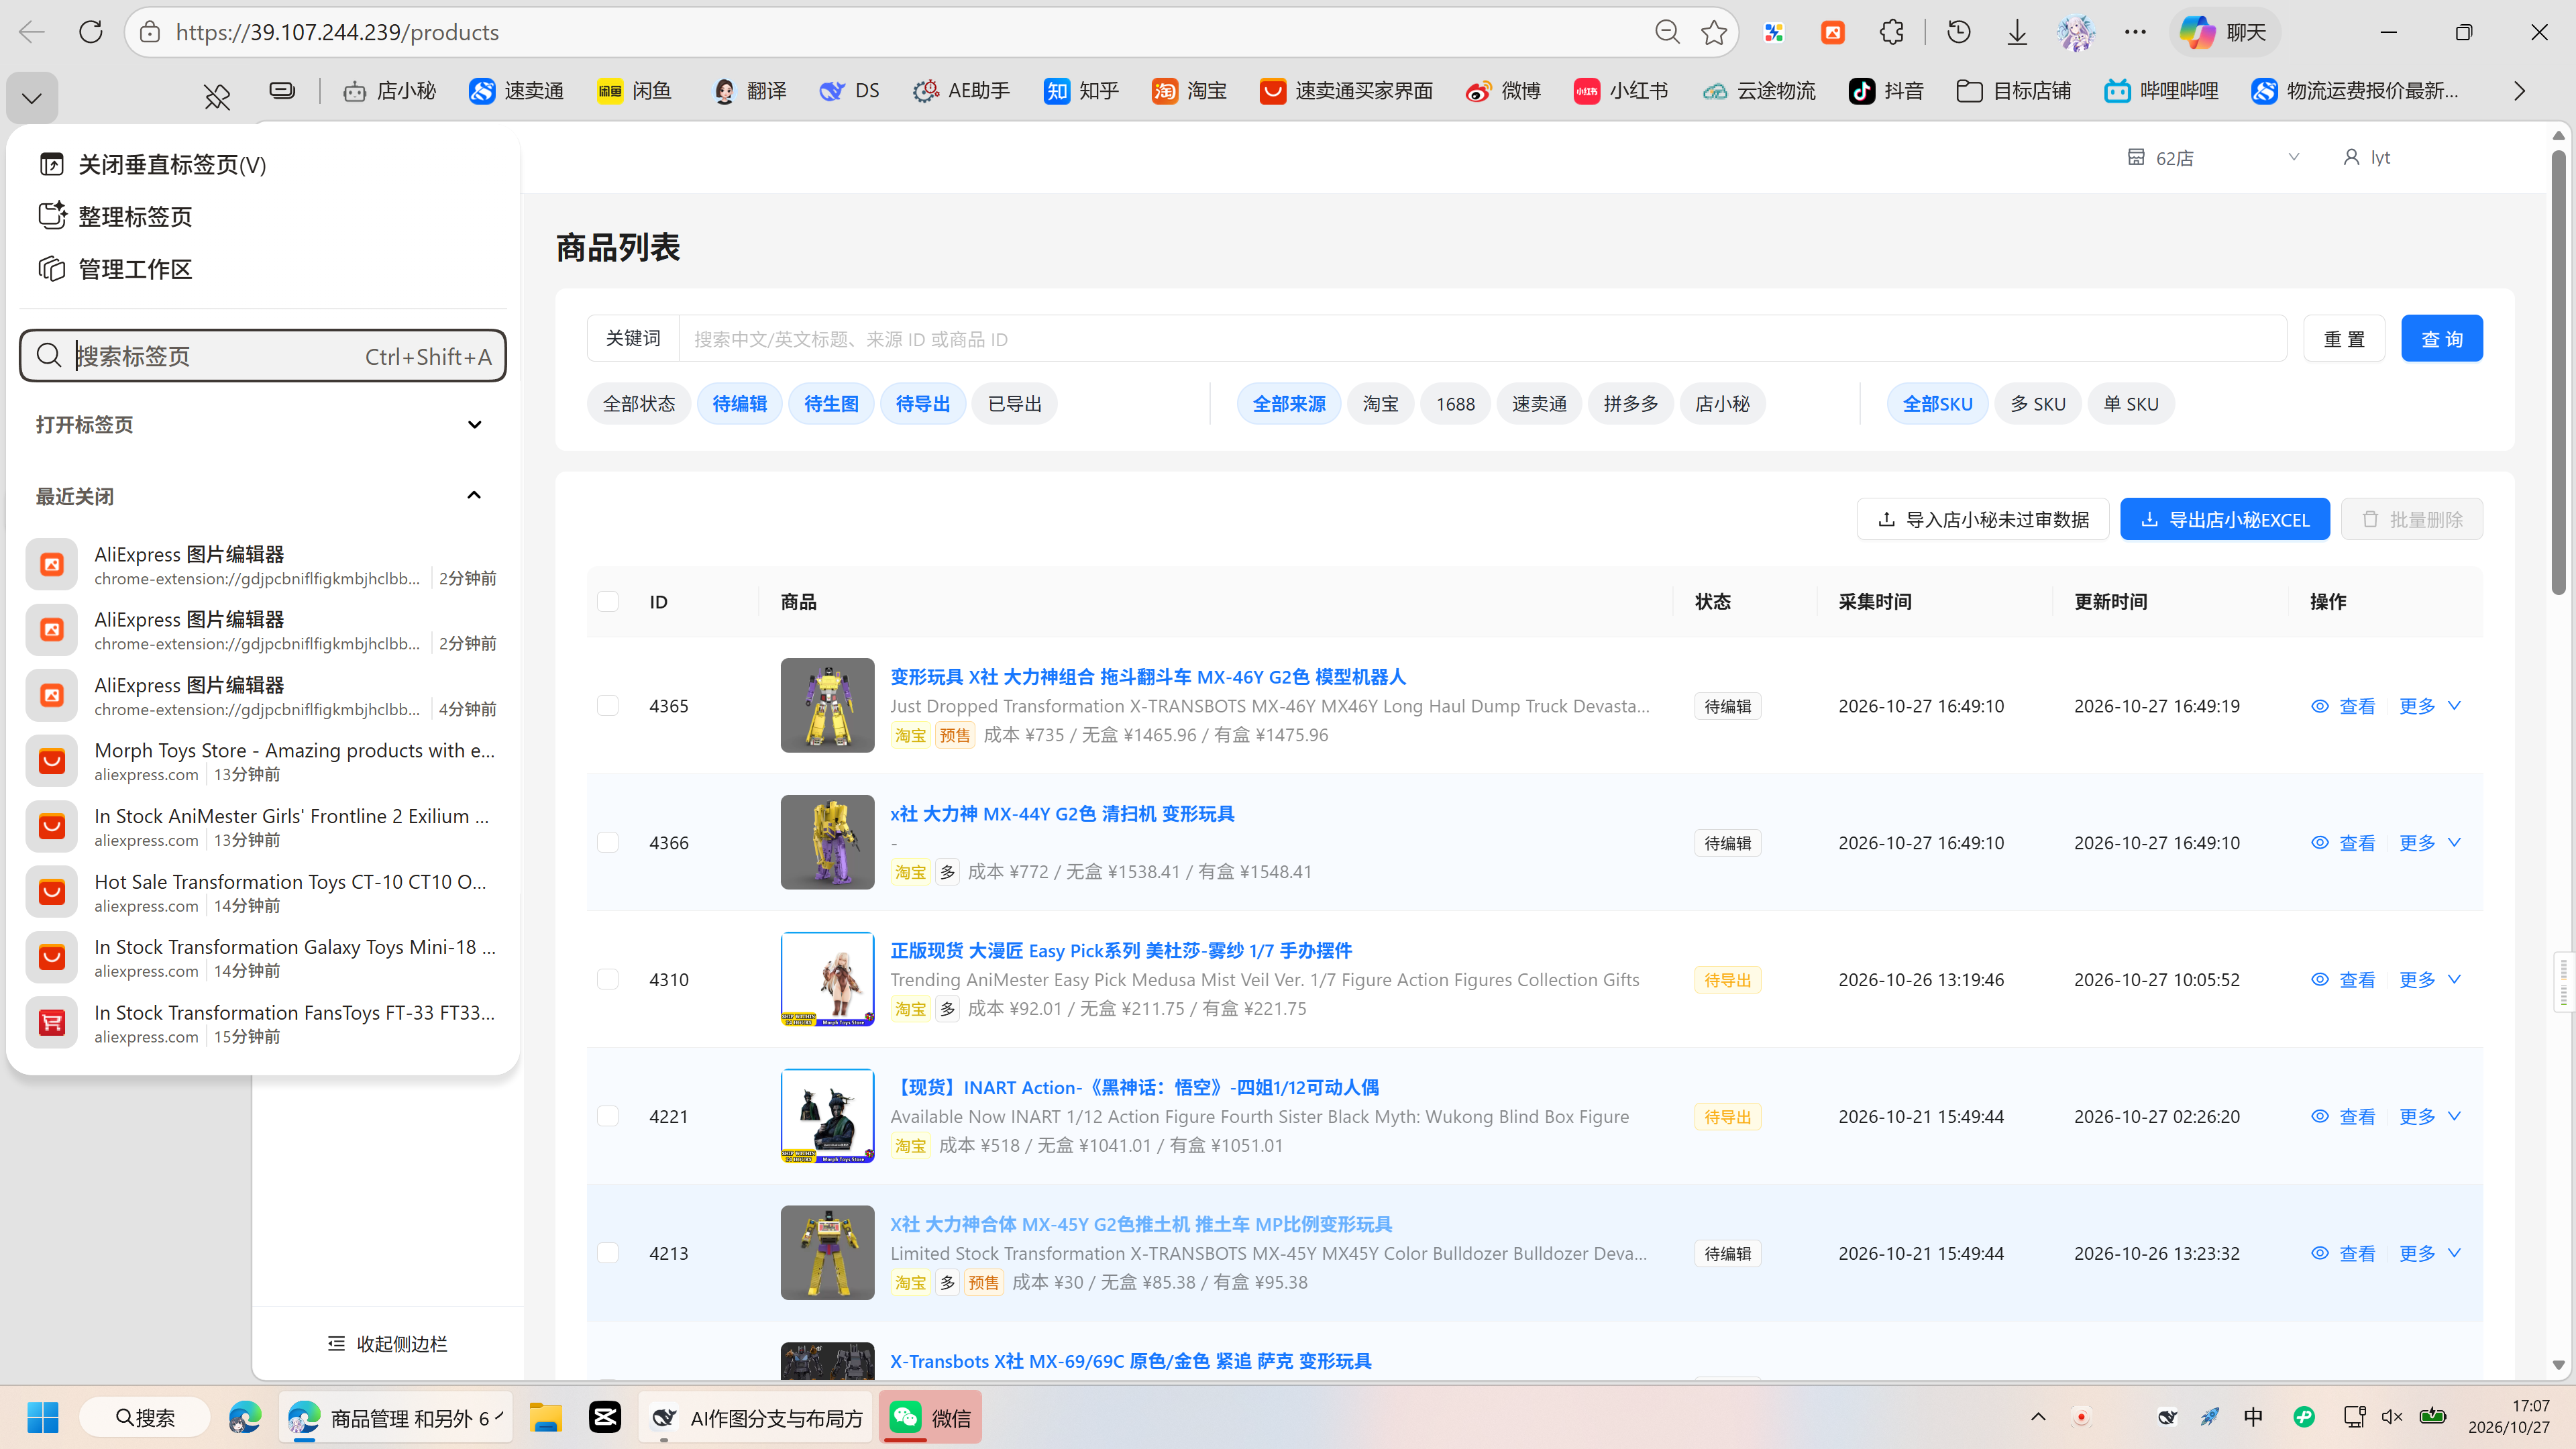 https://39.107.244.239/products
聊天
店小秘
速卖通
闲鱼
翻译
DS
AE助手
知乎
淘宝
速卖通买家界面
微博
小红书
云途物流
抖音
目标店铺
哔哩哔哩
物流运费报价最新...
关闭垂直标签页(V)
整理标签页
管理工作区
搜索标签页 Ctrl+Shift+A
打开标签页
最近关闭
AliExpress 图片编辑器
chrome-extension://gdjpcbniflfigkmbjhclbb... 2分钟前
AliExpress 图片编辑器
chrome-extension://gdjpcbniflfigkmbjhclbb... 2分钟前
AliExpress 图片编辑器
chrome-extension://gdjpcbniflfigkmbjhclbb... 4分钟前
Morph Toys Store - Amazing products with e...
aliexpress.com 13分钟前
In Stock AniMester Girls' Frontline 2 Exilium ...
aliexpress.com 13分钟前
Hot Sale Transformation Toys CT-10 CT10 O...
aliexpress.com 14分钟前
In Stock Transformation Galaxy Toys Mini-18 ...
aliexpress.com 14分钟前
In Stock Transformation FansToys FT-33 FT33...
aliexpress.com 15分钟前
收起侧边栏
62店
lyt
商品列表
关键词 搜索中文/英文标题、来源 ID 或商品 ID 重 置 查 询
全部状态 待编辑 待生图 待导出 已导出 全部来源 淘宝 1688 速卖通 拼多多 店小秘 全部SKU 多 SKU 单 SKU
导入店小秘未过审数据 导出店小秘EXCEL 批量删除
ID 商品 状态 采集时间 更新时间 操作
变形玩具 X社 大力神组合 拖斗翻斗车 MX-46Y G2色 模型机器人
Just Dropped Transformation X-TRANSBOTS MX-46Y MX46Y Long Haul Dump Truck Devasta...
4365 待编辑 2026-10-27 16:49:10 2026-10-27 16:49:19 查看 更多
淘宝 预售 成本 ¥735 / 无盒 ¥1465.96 / 有盒 ¥1475.96
x社 大力神 MX-44Y G2色 清扫机 变形玩具
4366 - 待编辑 2026-10-27 16:49:10 2026-10-27 16:49:10 查看 更多
淘宝 多 成本 ¥772 / 无盒 ¥1538.41 / 有盒 ¥1548.41
正版现货 大漫匠 Easy Pick系列 美杜莎-雾纱 1/7 手办摆件
4310 Trending AniMester Easy Pick Medusa Mist Veil Ver. 1/7 Figure Action Figures Collection Gifts 待导出 2026-10-26 13:19:46 2026-10-27 10:05:52 查看 更多
淘宝 多 成本 ¥92.01 / 无盒 ¥211.75 / 有盒 ¥221.75
Morph Toys Store
【现货】INART Action-《黑神话：悟空》-四姐1/12可动人偶
4221 Available Now INART 1/12 Action Figure Fourth Sister Black Myth: Wukong Blind Box Figure 待导出 2026-10-21 15:49:44 2026-10-27 02:26:20 查看 更多
淘宝 成本 ¥518 / 无盒 ¥1041.01 / 有盒 ¥1051.01
Morph Toys Store
X社 大力神合体 MX-45Y G2色推土机 推土车 MP比例变形玩具
4213 Limited Stock Transformation X-TRANSBOTS MX-45Y MX45Y Color Bulldozer Bulldozer Deva... 待编辑 2026-10-21 15:49:44 2026-10-26 13:23:32 查看 更多
淘宝 多 预售 成本 ¥30 / 无盒 ¥85.38 / 有盒 ¥95.38
X-Transbots X社 MX-69/69C 原色/金色 紧追 萨克 变形玩具
搜索
商品管理 和另外 6
AI作图分支与布局方
微信
中
17:07
2026/10/27